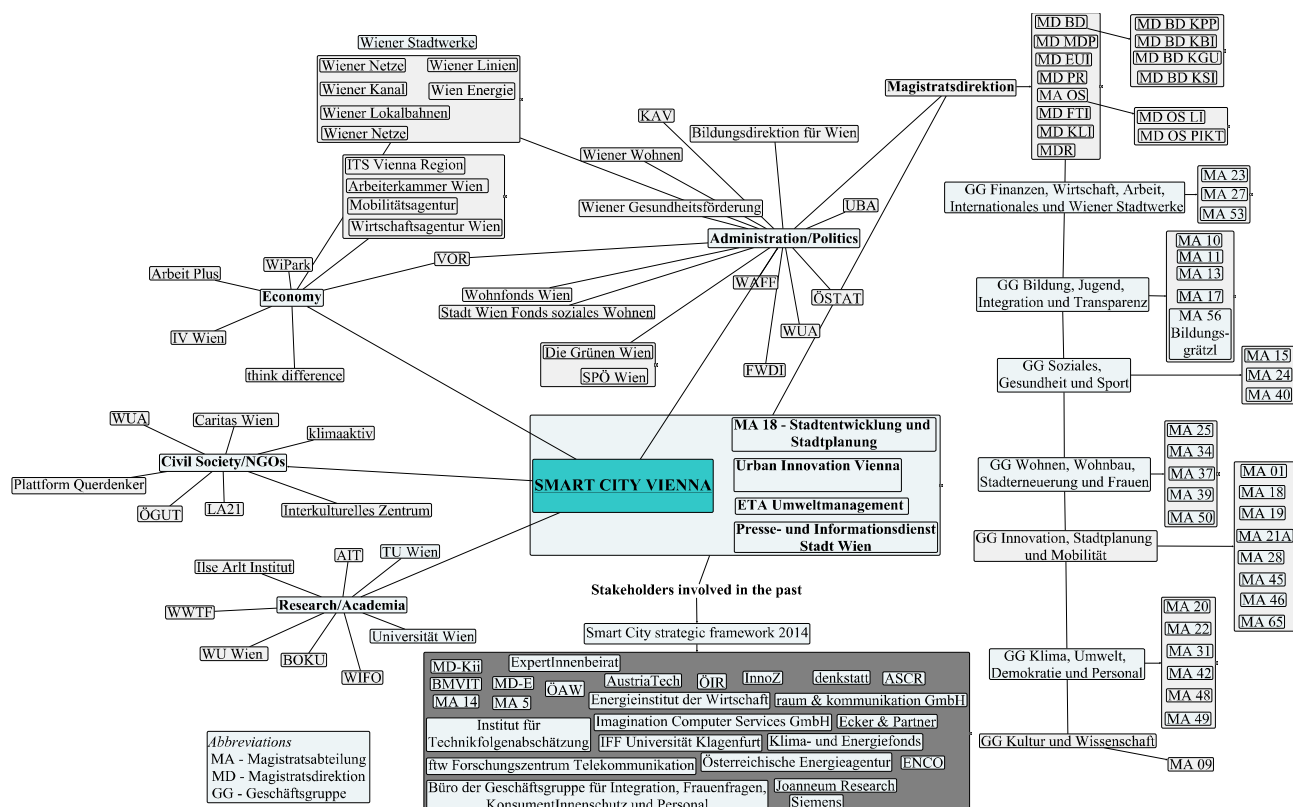 Wiener Stadtwerke
Wiener Netze
Wiener Linien
Wiener Kanal
Wien Energie
Wiener Lokalbahnen
Wiener Netze
ITS Vienna Region
Arbeiterkammer Wien
Mobilitätsagentur
Wirtschaftsagentur Wien
KAV
Bildungsdirektion für Wien
Wiener Wohnen
Wiener Gesundheitsförderung
UBA
Administration/Politics
VOR
WiPark
Arbeit Plus
Economy
IV Wien
think difference
Wohnfonds Wien
Stadt Wien Fonds soziales Wohnen
WAFF
ÖSTAT
WUA
FWDI
Die Grünen Wien
SPÖ Wien
Magistratsdirektion
MD BD
MD MDP
MD EUI
MD PR
MA OS
MD FTI
MD KLI
MDR
MD BD KPP
MD BD KBI
MD BD KGU
MD BD KSI
MD OS LI
MD OS PIKT
GG Finanzen, Wirtschaft, Arbeit,
Internationales und Wiener Stadtwerke
MA 23
MA 27
MA 53
GG Bildung, Jugend,
Integration und Transparenz
MA 10
MA 11
MA 13
MA 17
MA 56
Bildungs-
grätzl
GG Soziales,
Gesundheit und Sport
MA 15
MA 24
MA 40
GG Wohnen, Wohnbau,
Stadterneuerung und Frauen
MA 25
MA 34
MA 37
MA 39
MA 50
GG Innovation, Stadtplanung
und Mobilität
MA 01
MA 18
MA 19
MA 21A
MA 28
MA 45
MA 46
MA 65
GG Klima, Umwelt,
Demokratie und Personal
MA 20
MA 22
MA 31
MA 42
MA 48
MA 49
GG Kultur und Wissenschaft
MA 09
SMART CITY VIENNA
MA 18 - Stadtentwicklung und
Stadtplanung
Urban Innovation Vienna
ETA Umweltmanagement
Presse- und Informationsdienst
Stadt Wien
WUA
Caritas Wien
klimaaktiv
Civil Society/NGOs
Plattform Querdenker
ÖGUT
LA21
Interkulturelles Zentrum
AIT
TU Wien
Ilse Arlt Institut
Research/Academia
WWTF
Universität Wien
WU Wien
BOKU
WIFO
Stakeholders involved in the past
Smart City strategic framework 2014
MD-Kii
ExpertInnenbeirat
BMVIT
MD-E
ÖAW
AustriaTech
ÖIR
InnoZ
denkstatt
ASCR
MA 14
MA 5
Energieinstitut der Wirtschaft
raum & kommunikation GmbH
Institut für
Technikfolgenabschätzung
Imagination Computer Services GmbH
Ecker & Partner
IFF Universität Klagenfurt
Klima- und Energiefonds
ftw Forschungszentrum Telekommunikation
Österreichische Energieagentur
ENCO
Büro der Geschäftsgruppe für Integration, Frauenfragen,
KonsumentInnenschutz und Personal
Joanneum Research
Siemens
Abbreviations
MA - Magistratsabteilung
MD - Magistratsdirektion
GG - Geschäftsgruppe